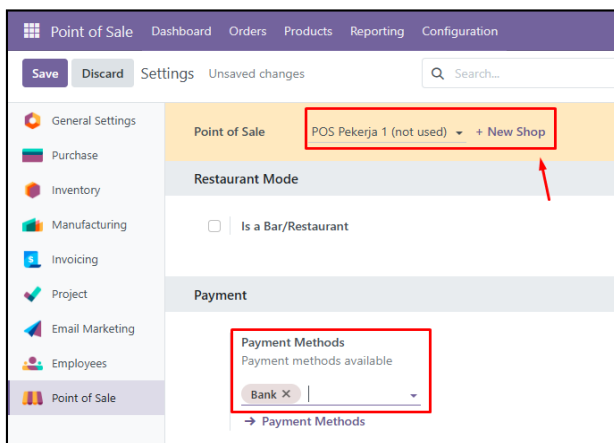 Point of Sale Dashboard Orders Products Reporting Configuration
Save Discard Settings Unsaved changes Search...
General Settings
Purchase
Inventory
Manufacturing
Invoicing
Project
Email Marketing
Employees
Point of Sale
Point of Sale POS Pekerja 1 (not used) + New Shop
Restaurant Mode
Is a Bar/Restaurant
Payment
Payment Methods
Payment methods available
Bank ×
→ Payment Methods